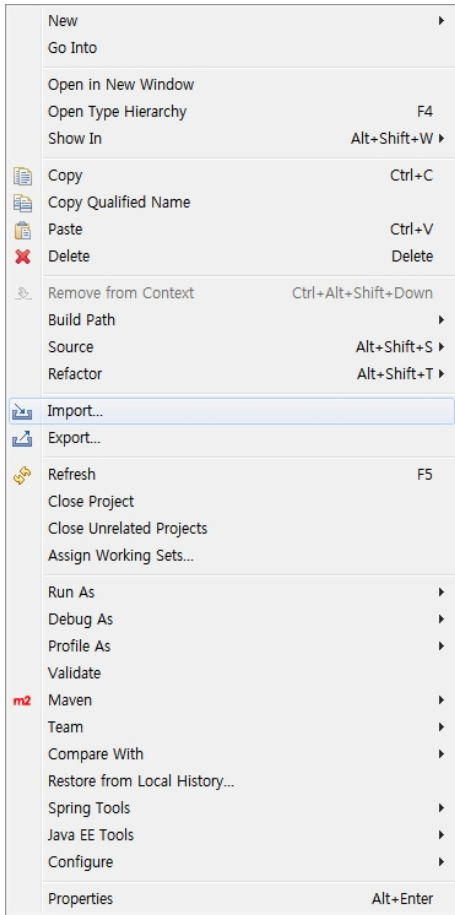 New
Go Into
Open in New Window
Open Type Hierarchy F4
Show In Alt+Shift+W
Copy Ctrl+C
Copy Qualified Name
Paste Ctrl+V
Delete Delete
Remove from Context Ctrl+Alt+Shift+Down
Build Path
Source Alt+Shift+S
Refactor Alt+Shift+T
Import...
Export...
Refresh F5
Close Project
Close Unrelated Projects
Assign Working Sets...
Run As
Debug As
Profile As
Validate
m2 Maven
Team
Compare With
Restore from Local History...
Spring Tools
Java EE Tools
Configure
Properties Alt+Enter